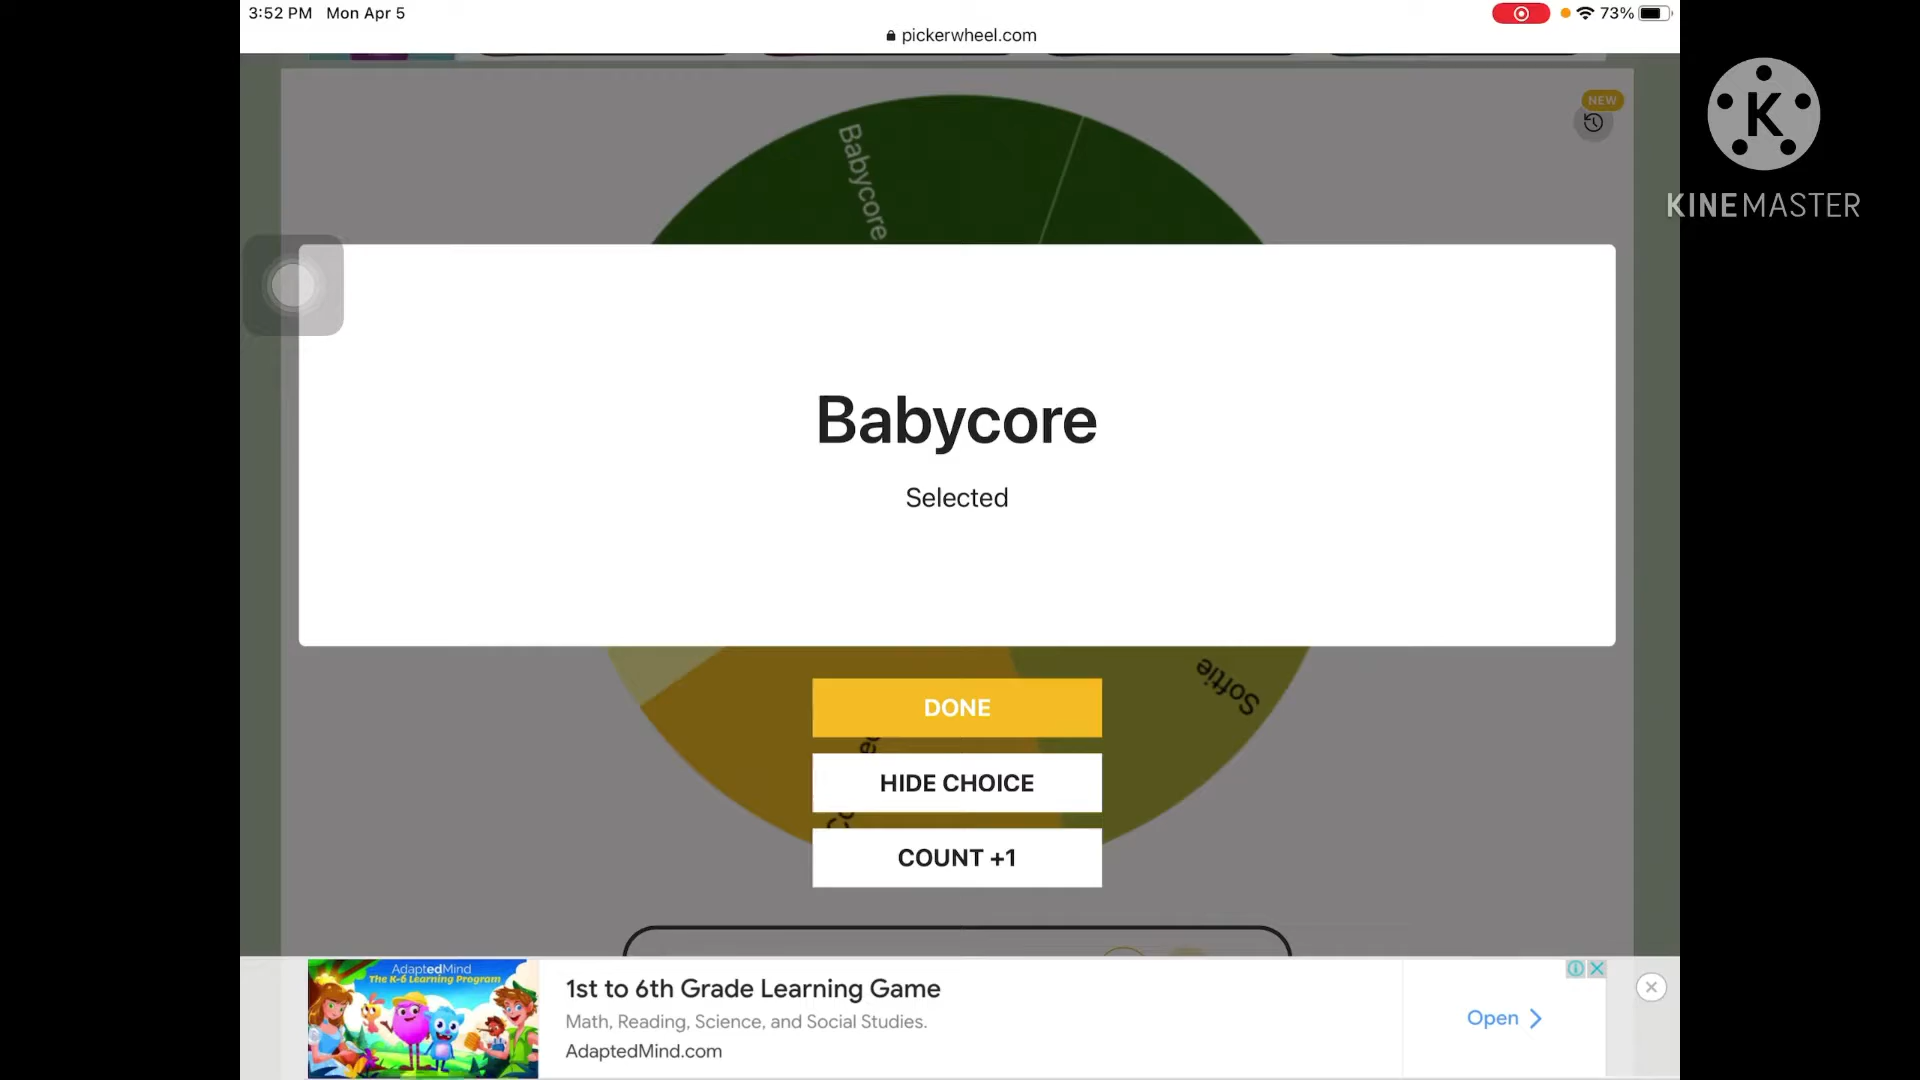 3:52 PM Mon Apr 5
73%
pickerwheel.com
NEW
K
KINEMASTER
Babycore
Babycore
Selected
Softie
DONE
HIDE CHOICE
COUNT +1
AdaptedMind
The K-6 Learning Program
1st to 6th Grade Learning Game
Math, Reading, Science, and Social Studies.
AdaptedMind.com
Open